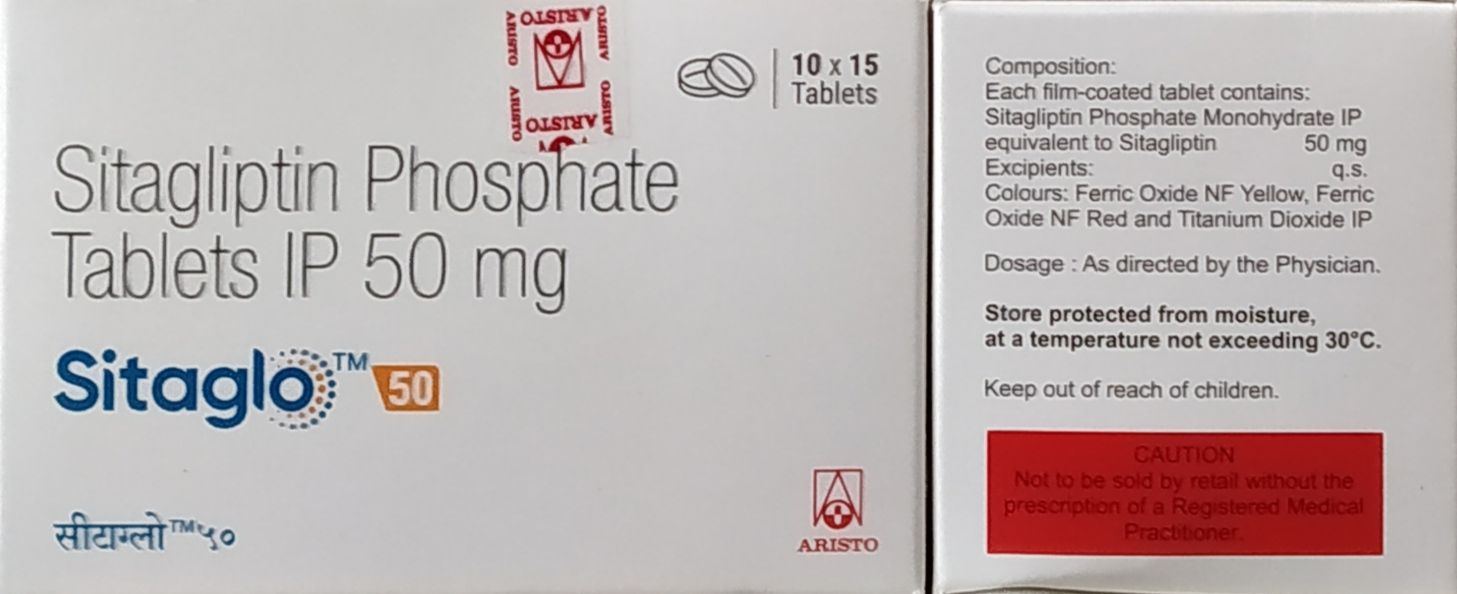 ARISTO
ARISTO
ARISTO
ARISTO
ARISTO
ARISTO
10 x 15
Tablets
Sitagliptin Phosphate
Tablets IP 50 mg
Sitaglo™ 50
सीटाग्लो™ ५०
ARISTO
Composition:
Each film-coated tablet contains:
Sitagliptin Phosphate Monohydrate IP
equivalent to Sitagliptin 50 mg
Excipients: q.s.
Colours: Ferric Oxide NF Yellow, Ferric
Oxide NF Red and Titanium Dioxide IP
Dosage : As directed by the Physician.
Store protected from moisture,
at a temperature not exceeding 30°C.
Keep out of reach of children.
CAUTION
Not to be sold by retail without the
prescription of a Registered Medical
Practitioner.